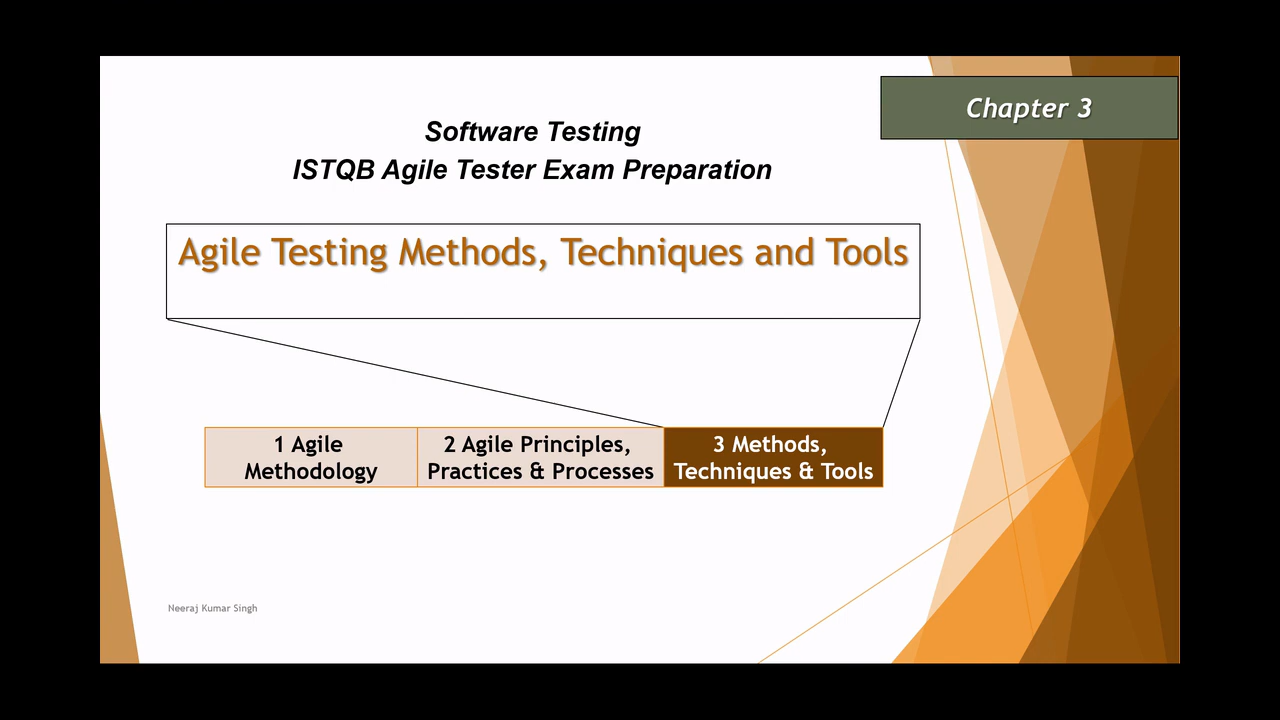 Chapter 3
Software Testing
ISTQB Agile Tester Exam Preparation
Agile Testing Methods, Techniques and Tools
1 Agile
Methodology
2 Agile Principles,
Practices & Processes
3 Methods,
Techniques & Tools
Neeraj Kumar Singh